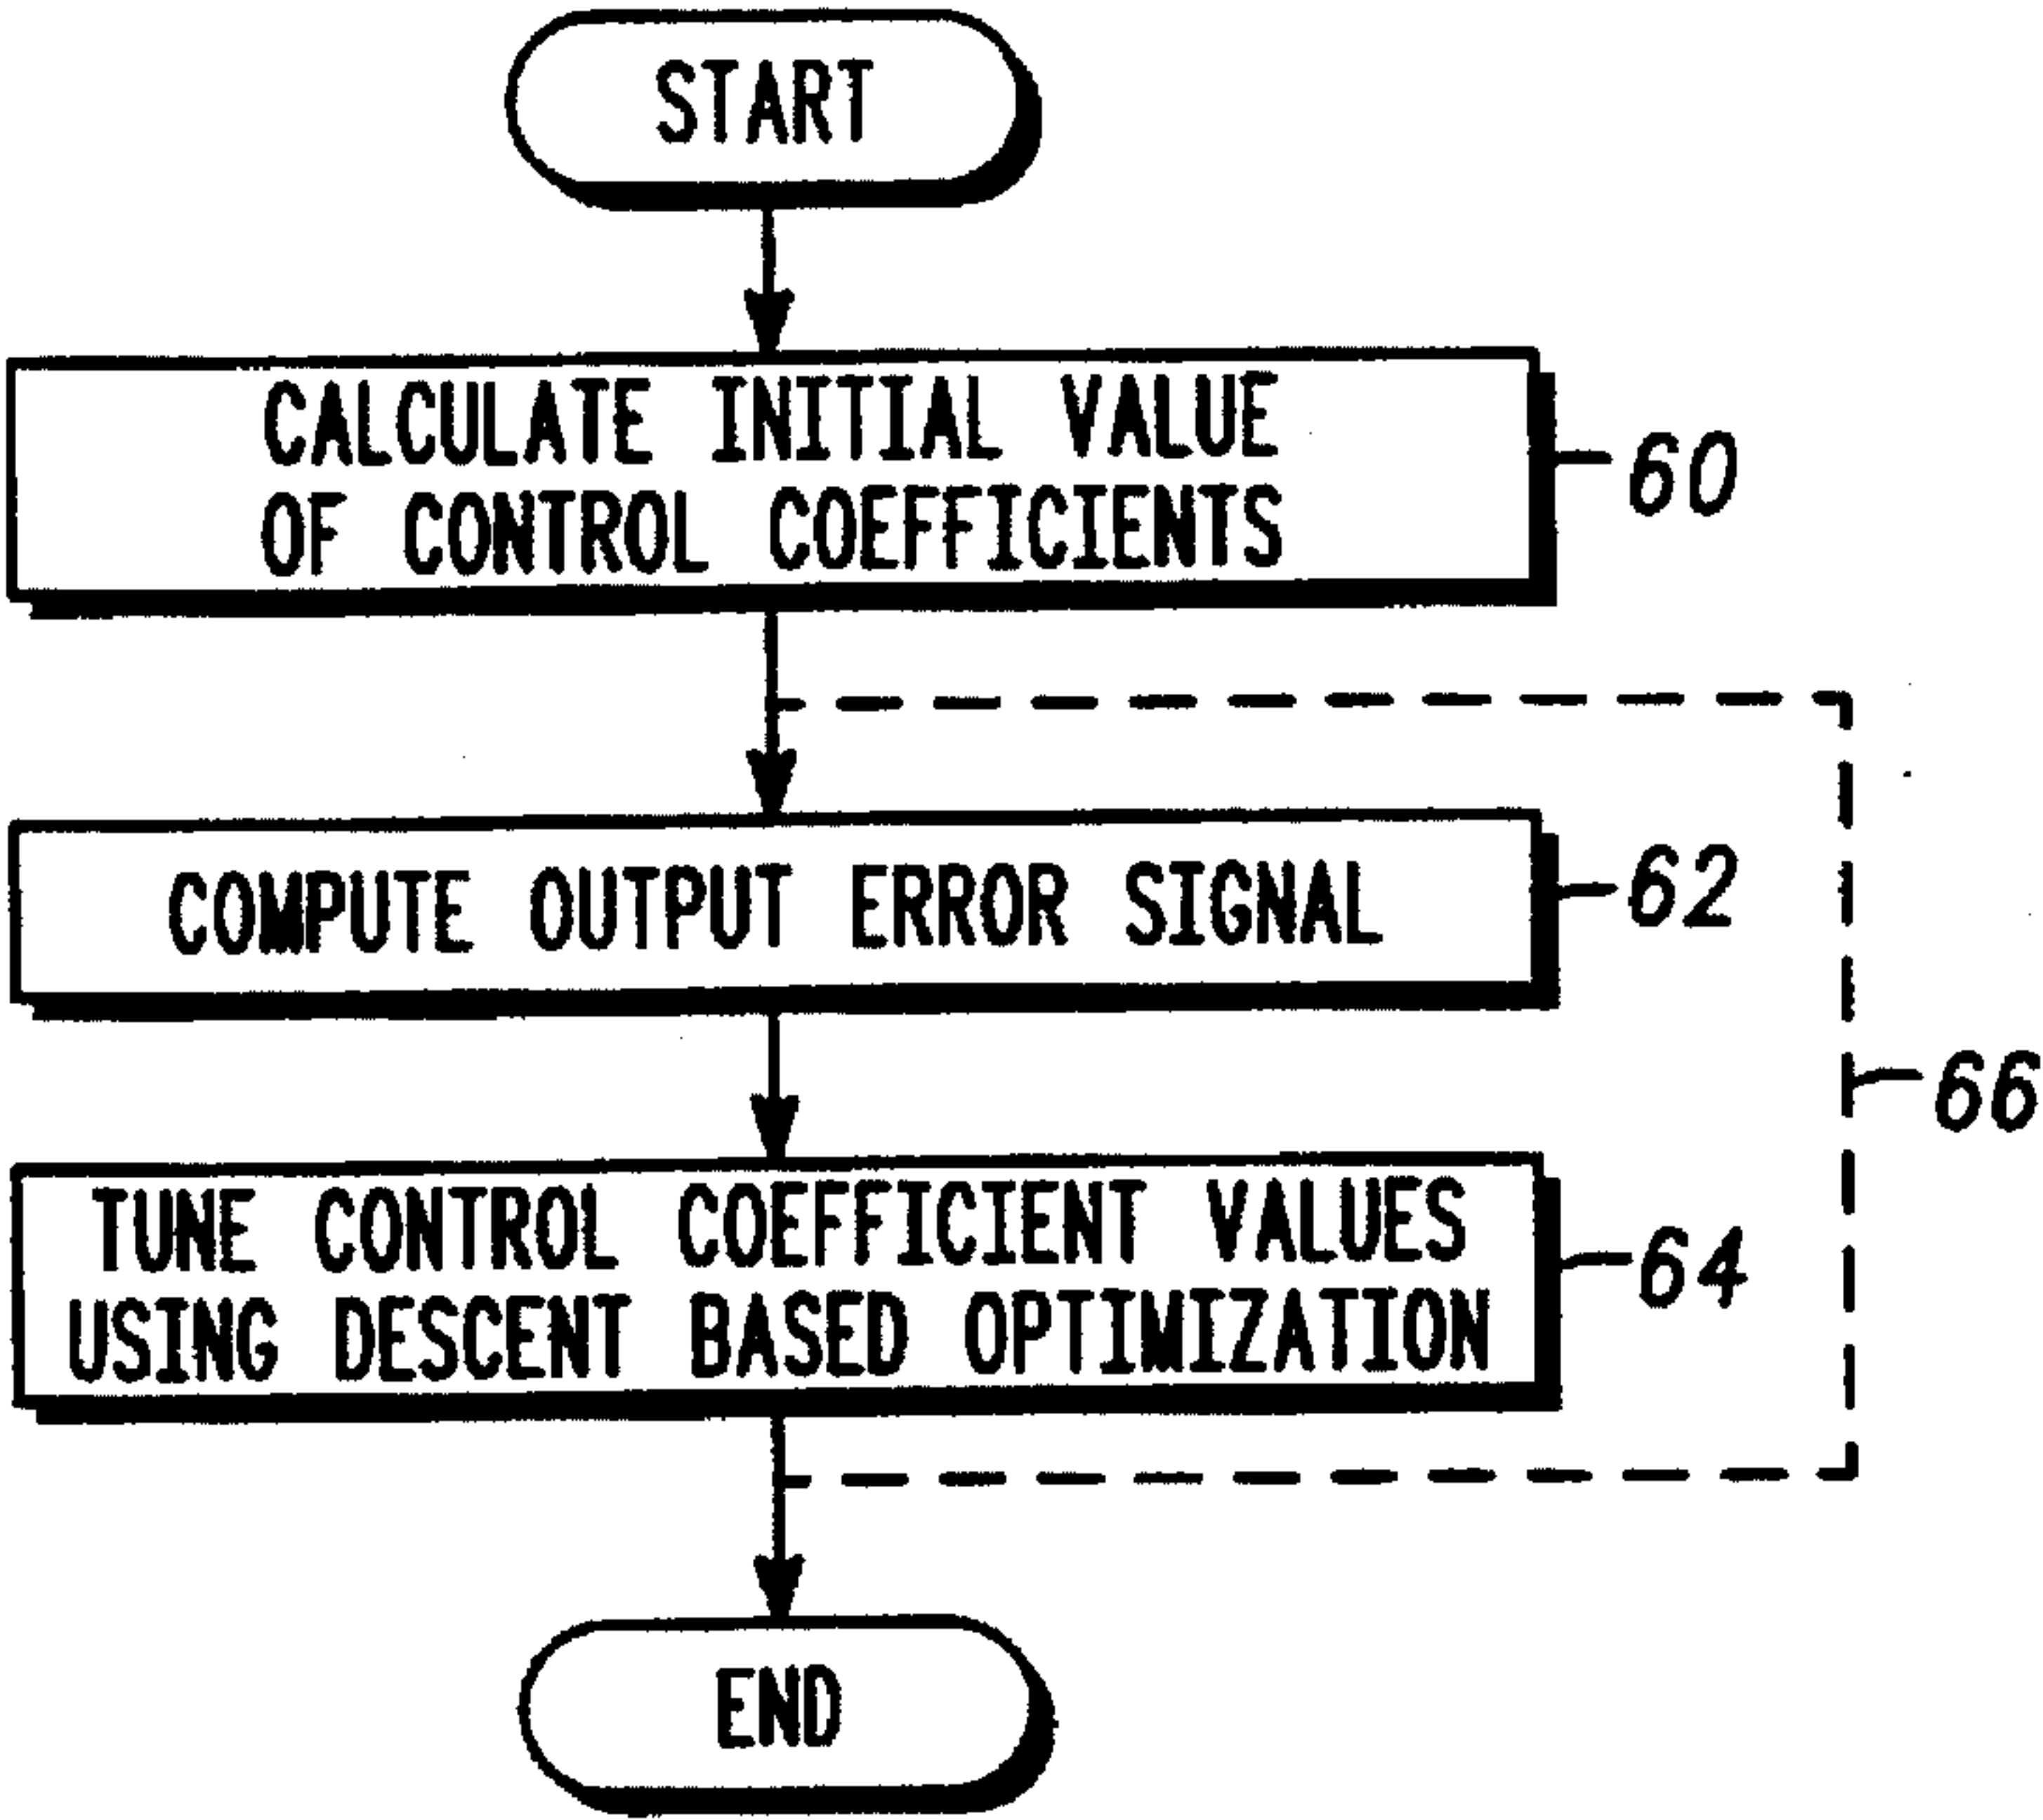 START
CALCULATE INITIAL VALUE
OF CONTROL COEFFICIENTS
60
COMPUTE OUTPUT ERROR SIGNAL
62
66
TUNE CONTROL COEFFICIENT VALUES
USING DESCENT BASED OPTIMIZATION
64
END